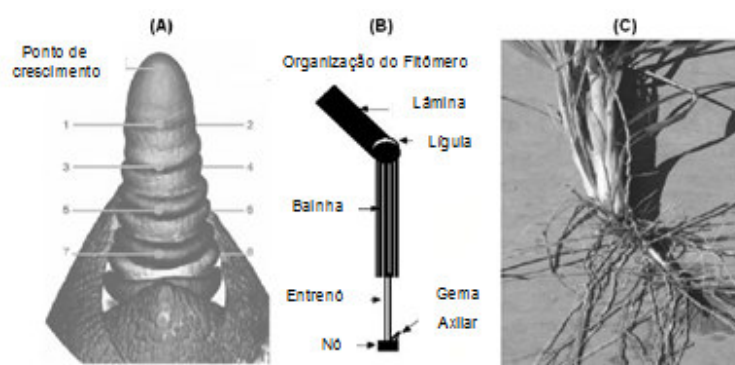 (A)
Ponto de
crescimento
1
2
3
4
5
6
7
8
(B)
Organização do Fitômero
Lâmina
Lígula
Bainha
Entrenó
Gema
Axilar
Nó
(C)